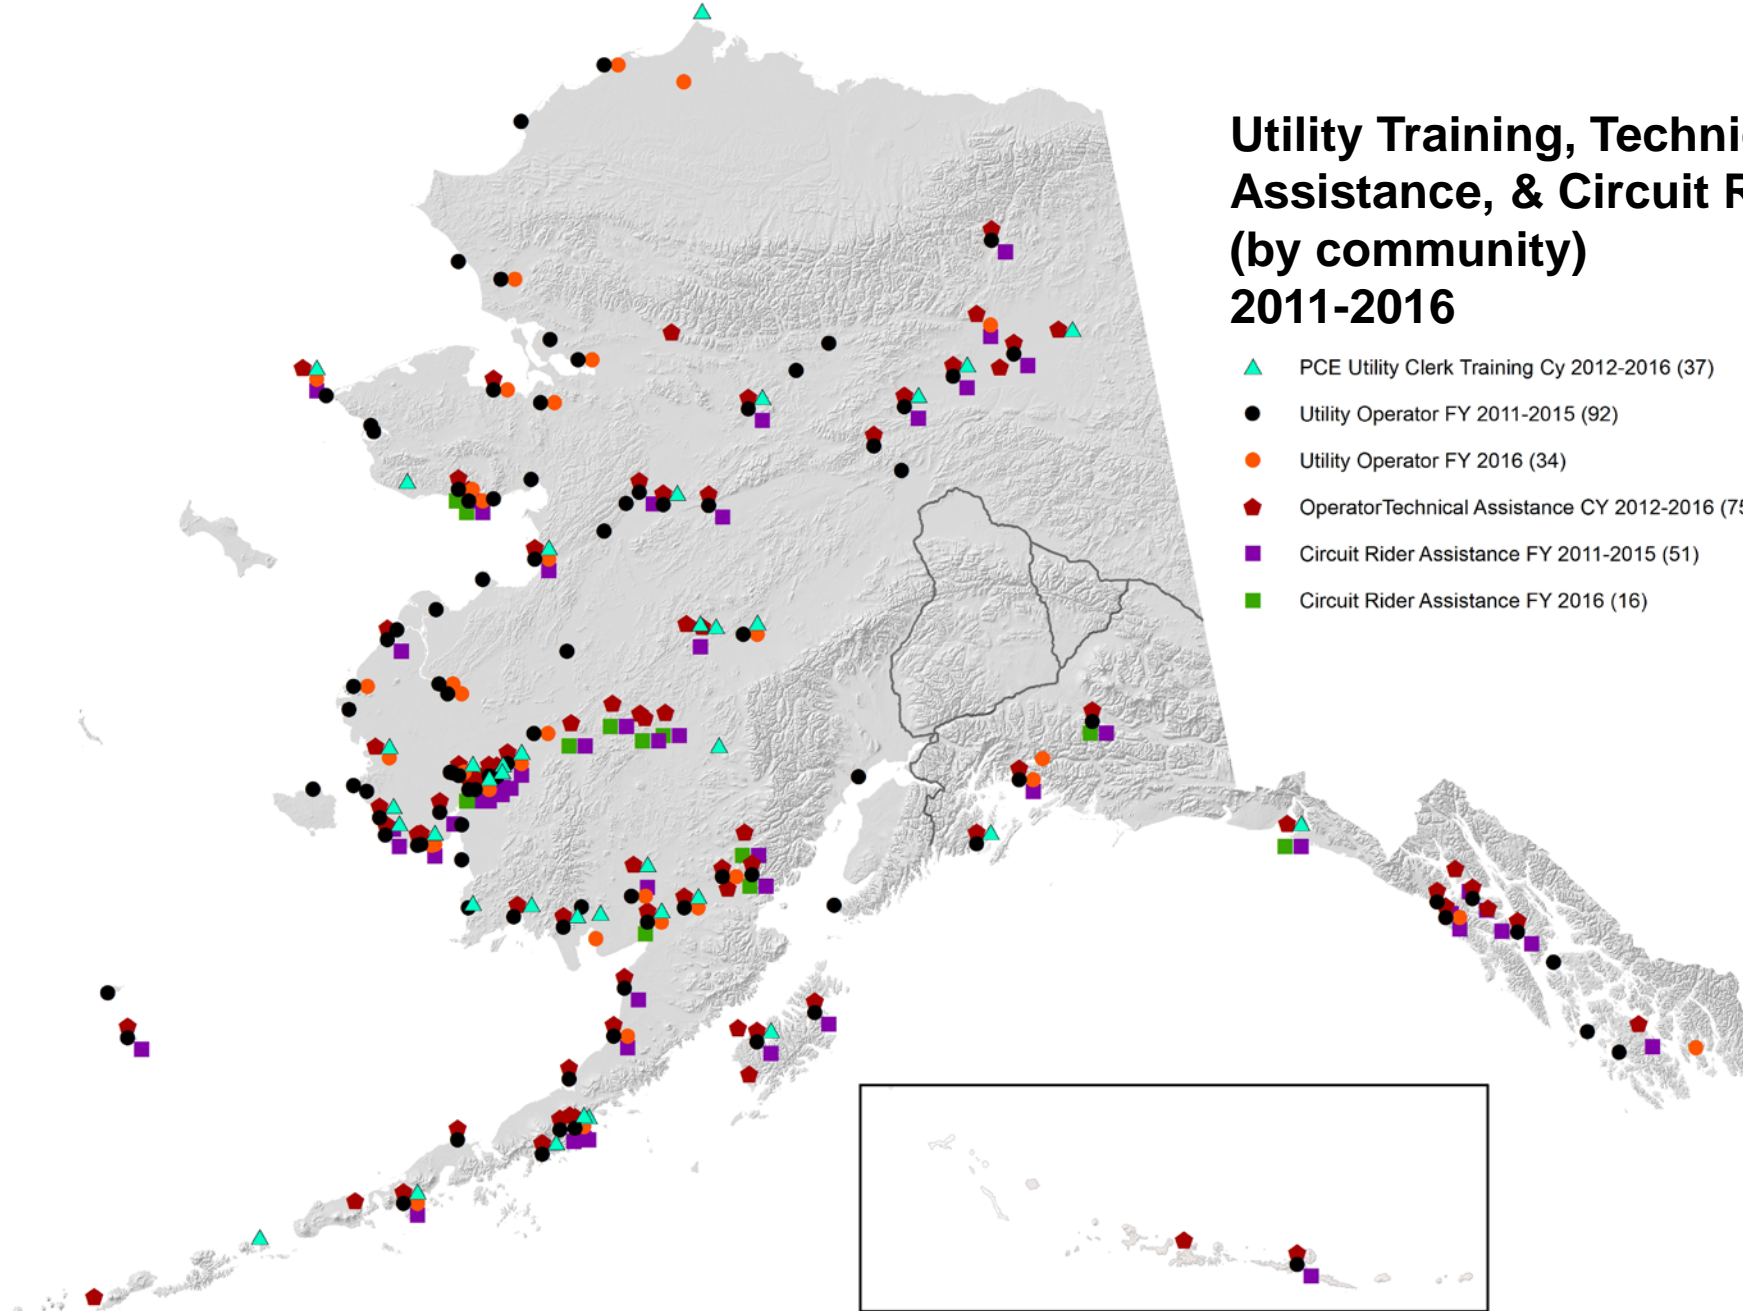 Utility Training, Techni
Assistance, & Circuit R
(by community)
2011-2016
PCE Utility Clerk Training Cy 2012-2016 (37)
Utility Operator FY 2011-2015 (92)
Utility Operator FY 2016 (34)
OperatorTechnical Assistance CY 2012-2016 (75
Circuit Rider Assistance FY 2011-2015 (51)
Circuit Rider Assistance FY 2016 (16)